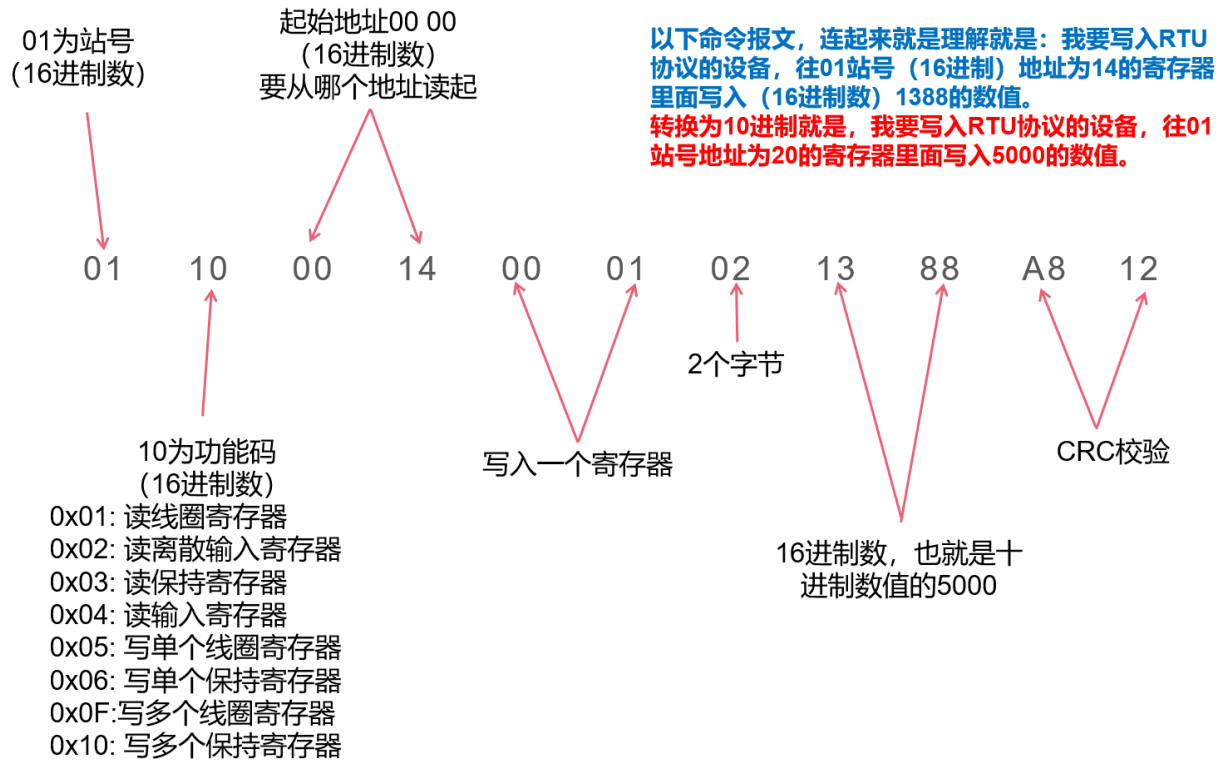 01为站号
（16进制数）
起始地址00 00
（16进制数）
要从哪个地址读起
以下命令报文，连起来就是理解就是：我要写入RTU
协议的设备，往01站号（16进制）地址为14的寄存器
里面写入（16进制数）1388的数值。
转换为10进制就是，我要写入RTU协议的设备，往01
站号地址为20的寄存器里面写入5000的数值。
01 10 00 14 00 01 02 13 88 A8 12
2个字节
10为功能码
（16进制数）
0x01: 读线圈寄存器
0x02: 读离散输入寄存器
0x03: 读保持寄存器
0x04: 读输入寄存器
0x05: 写单个线圈寄存器
0x06: 写单个保持寄存器
0x0F:写多个线圈寄存器
0x10: 写多个保持寄存器
写入一个寄存器
16进制数，也就是十
进制数值的5000
CRC校验